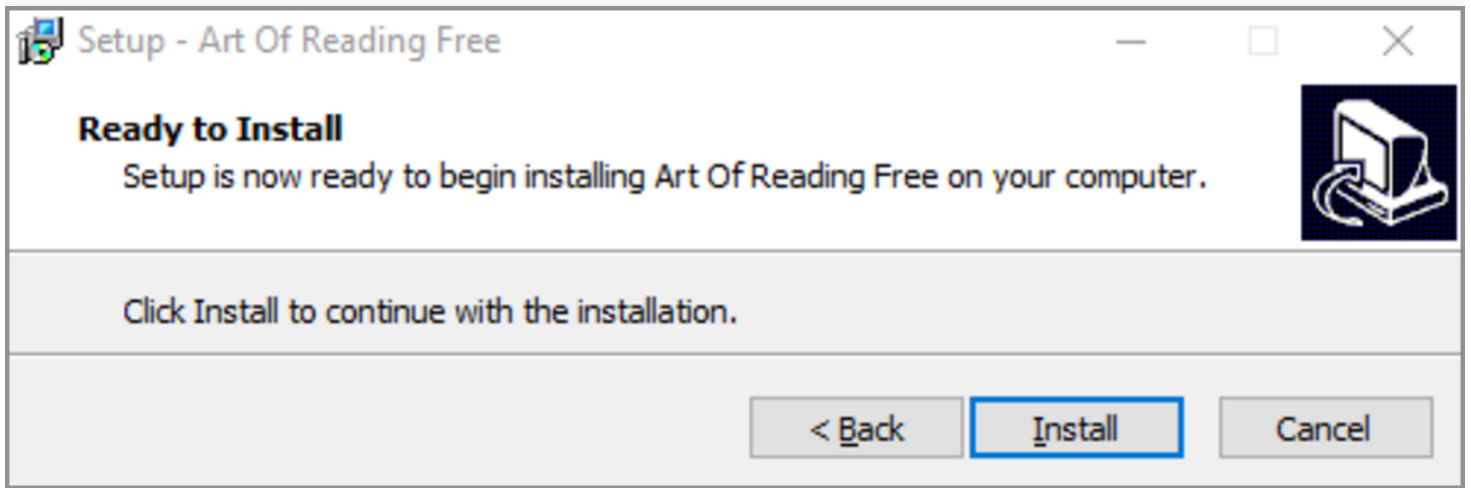 Setup - Art Of Reading Free
Ready to Install
Setup is now ready to begin installing Art Of Reading Free on your computer.
Click Install to continue with the installation.
< Back
Install
Cancel